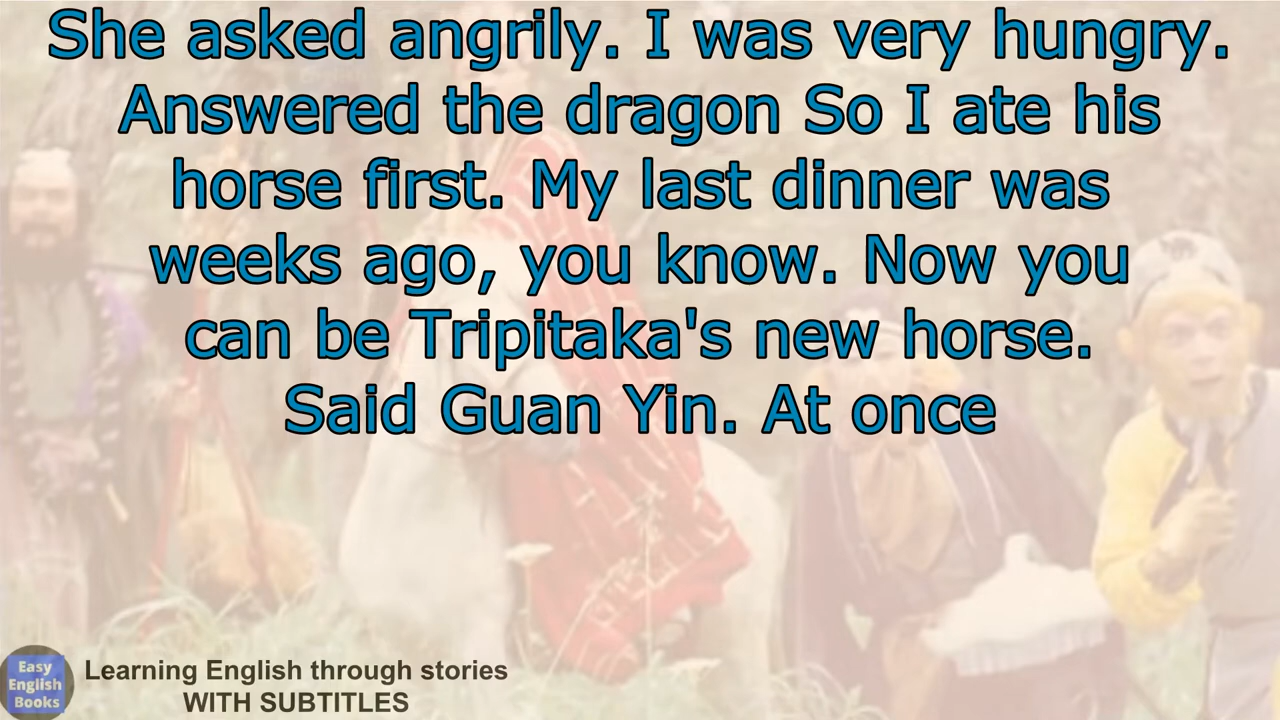 She asked angrily. I was very hungry.
Answered the dragon So I ate his
horse first. My last dinner was
weeks ago, you know. Now you
can be Tripitaka's new horse.
Said Guan Yin. At once
Easy
English
Books
Learning English through stories
WITH SUBTITLES